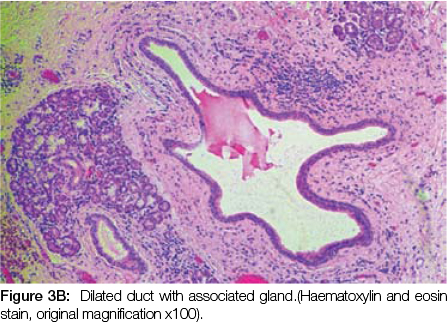 Figure 3B: Dilated duct with associated gland.(Haematoxylin and eosin
stain, original magnification x100).